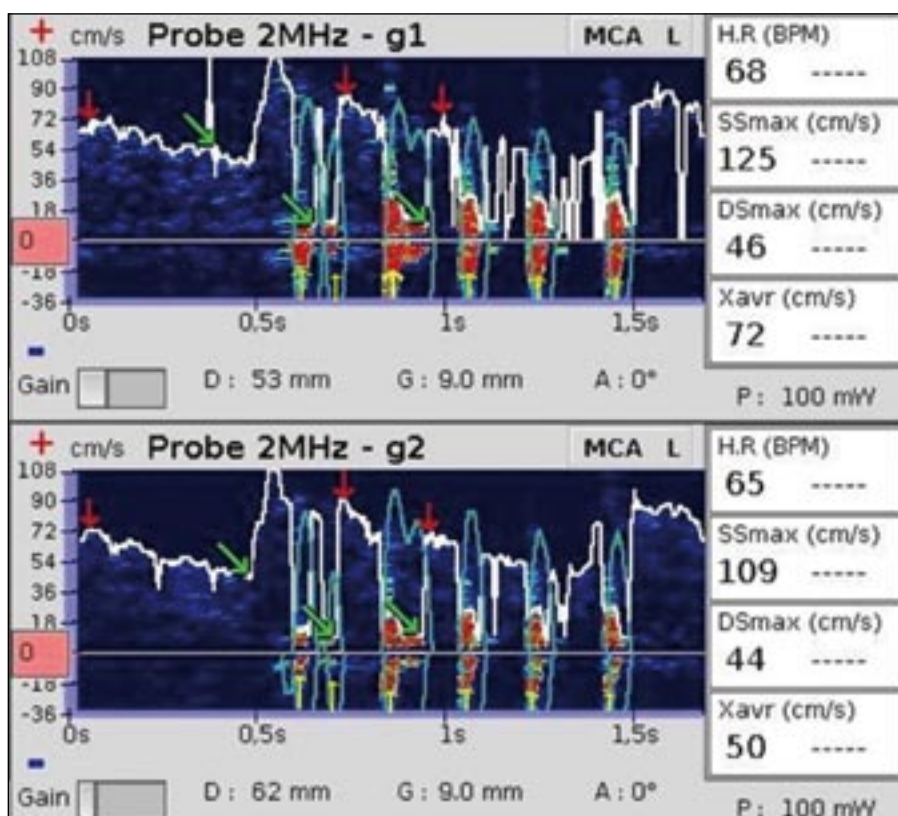 + cm/s Probe 2MHz - g1 MCA L
108
90
72
54
36
18
0
-18
-36
0s 0,5s 1s 1,5s
-
Gain D : 53 mm G : 9.0 mm A : 0°
H.R (BPM)
68 -----
SSmax (cm/s)
125 -----
DSmax (cm/s)
46 -----
Xavr (cm/s)
72 -----
P : 100 mW
+ cm/s Probe 2MHz - g2 MCA L
108
90
72
54
36
18
0
-18
-36
0s 0,5s 1s 1,5s
-
Gain D : 62 mm G : 9.0 mm A : 0°
H.R (BPM)
65 -----
SSmax (cm/s)
109 -----
DSmax (cm/s)
44 -----
Xavr (cm/s)
50 -----
P : 100 mW